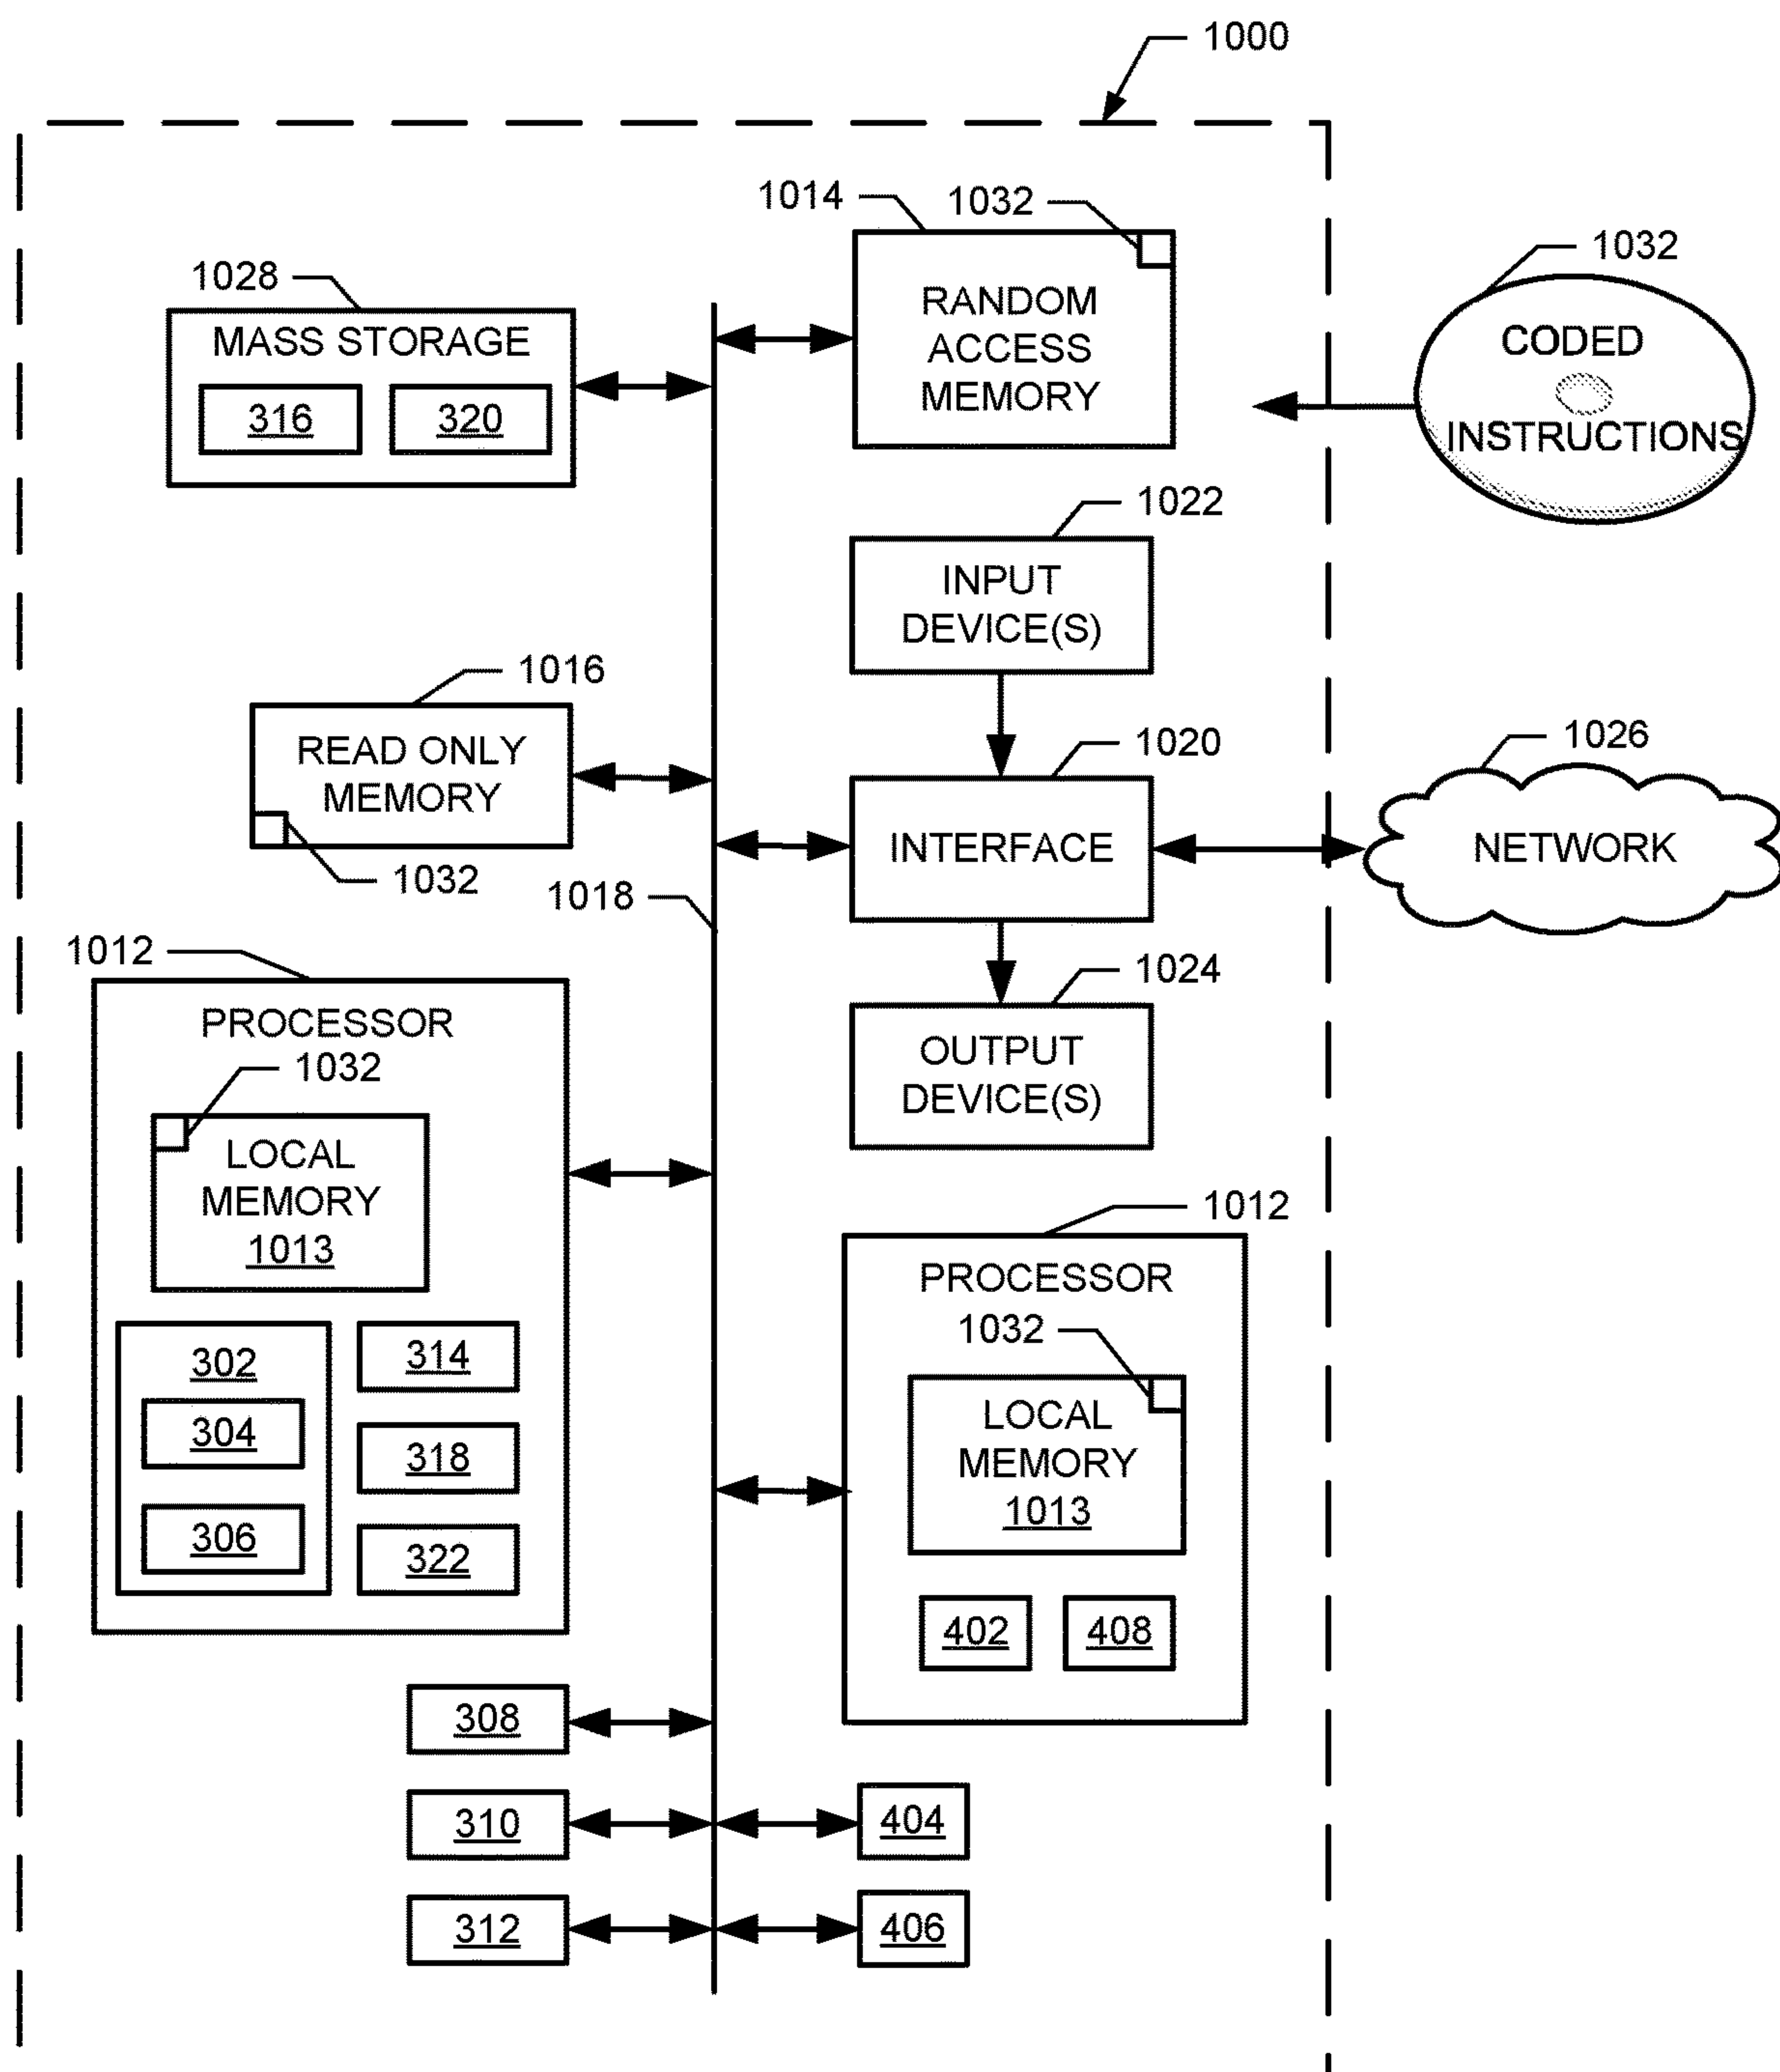 1000
1014
1032
RANDOM
ACCESS
MEMORY
1032
CODED
INSTRUCTIONS
1028
MASS STORAGE
316
320
1022
INPUT
DEVICE(S)
1016
READ ONLY
MEMORY
1032
1020
INTERFACE
1026
NETWORK
1018
1024
OUTPUT
DEVICE(S)
1012
PROCESSOR
1032
LOCAL
MEMORY
1013
302
304
306
314
318
322
1012
PROCESSOR
1032
LOCAL
MEMORY
1013
402
408
308
310
312
404
406